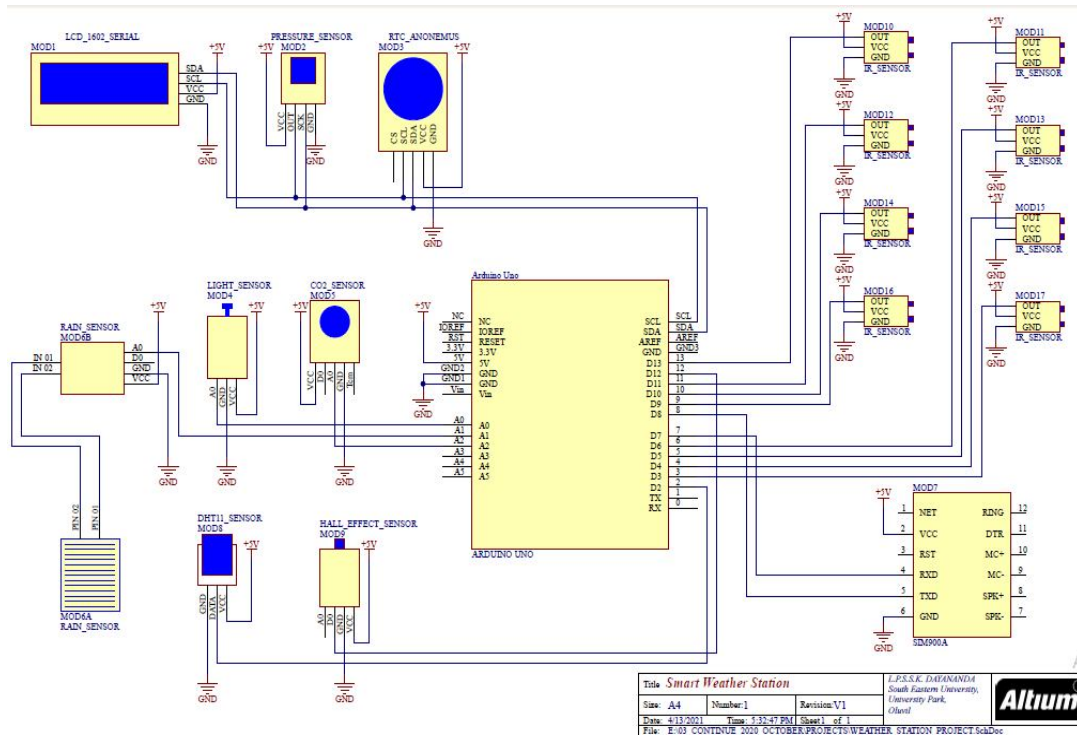 LCD_1602_SERIAL
MOD1
SDA
SCL
VCC
GND
+5V
GND
PRESSURE_SENSOR
MOD2
+5V
VCC
OUT
SCK
GND
GND
RTC_ANONEMUS
MOD3
+5V
CS
SCL
SDA
VCC
GND
GND
+5V
MOD10
OUT
VCC
GND
IR_SENSOR
GND
+5V
MOD11
OUT
VCC
GND
IR_SENSOR
GND
+5V
MOD12
OUT
VCC
GND
IR_SENSOR
GND
+5V
MOD13
OUT
VCC
GND
IR_SENSOR
GND
+5V
MOD14
OUT
VCC
GND
IR_SENSOR
GND
+5V
MOD15
OUT
VCC
GND
IR_SENSOR
GND
+5V
MOD16
OUT
VCC
GND
IR_SENSOR
GND
+5V
MOD17
OUT
VCC
GND
IR_SENSOR
GND
RAIN_SENSOR
MOD6B
+5V
IN 01
IN 02
A0
D0
GND
VCC
GND
LIGHT_SENSOR
MOD4
+5V
A0
GND
VCC
GND
CO2_SENSOR
MOD5
+5V
VCC
D0
A0
GND
GND
Arduino Uno
+5V
NC
IOREF
RST
3.3V
5V
GND2
GND1
Vin
GND
A0
A1
A2
A3
A4
A5
NC
IOREF
RESET
3.3V
5V
GND
GND
Vin
A0
A1
A2
A3
A4
A5
SCL
SDA
AREF
GND
D13
D12
D11
D10
D9
D8
D7
D6
D5
D4
D3
D2
TX
RX
SCL
SDA
AREF
GND3
13
12
11
10
9
8
7
6
5
4
3
2
1
0
ARDUINO UNO
PIN 02
PIN 01
MOD6A
RAIN_SENSOR
DHT11_SENSOR
MOD8
+5V
GND
DATA
VCC
GND
HALL_EFFECT_SENSOR
MOD9
+5V
A0
D0
GND
VCC
GND
MOD7
+5V
1 NET RING 12
2 VCC DTR 11
3 RST MC+ 10
4 RXD MC- 9
5 TXD SPK+ 8
6 GND SPK- 7
GND
SIM900A
Title Smart Weather Station
Size: A4 Number:1 Revision:V1
Date: 4/13/2021 Time: 5:32:47 PM Sheet1 of 1
File: E:\03 CONTINUE 2020 OCTOBER\PROJECTS\WEATHER STATION PROJECT.SchDoc
L.P.S.S.K. DAYANANDA
South Eastern University,
University Park,
Oluvil
Altium